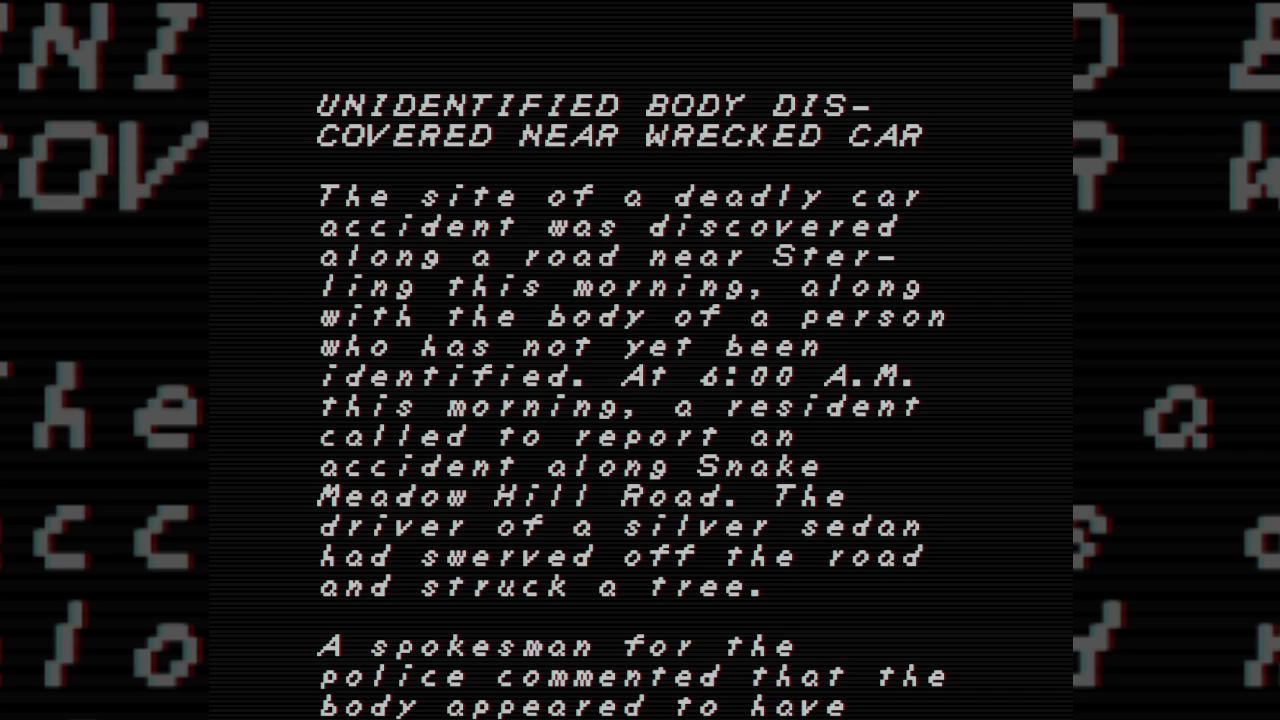 UNIDENTIFIED BODY DIS-
COVERED NEAR WRECKED CAR
The site of a deadly car
accident was discovered
along a road near Ster-
ling this morning, along
with the body of a person
who has not yet been
identified. At 6:00 A.M.
this morning, a resident
called to report an
accident along Snake
Meadow Hill Road. The
driver of a silver sedan
had swerved off the road
and struck a tree.
A spokesman for the
police commented that the
body appeared to have